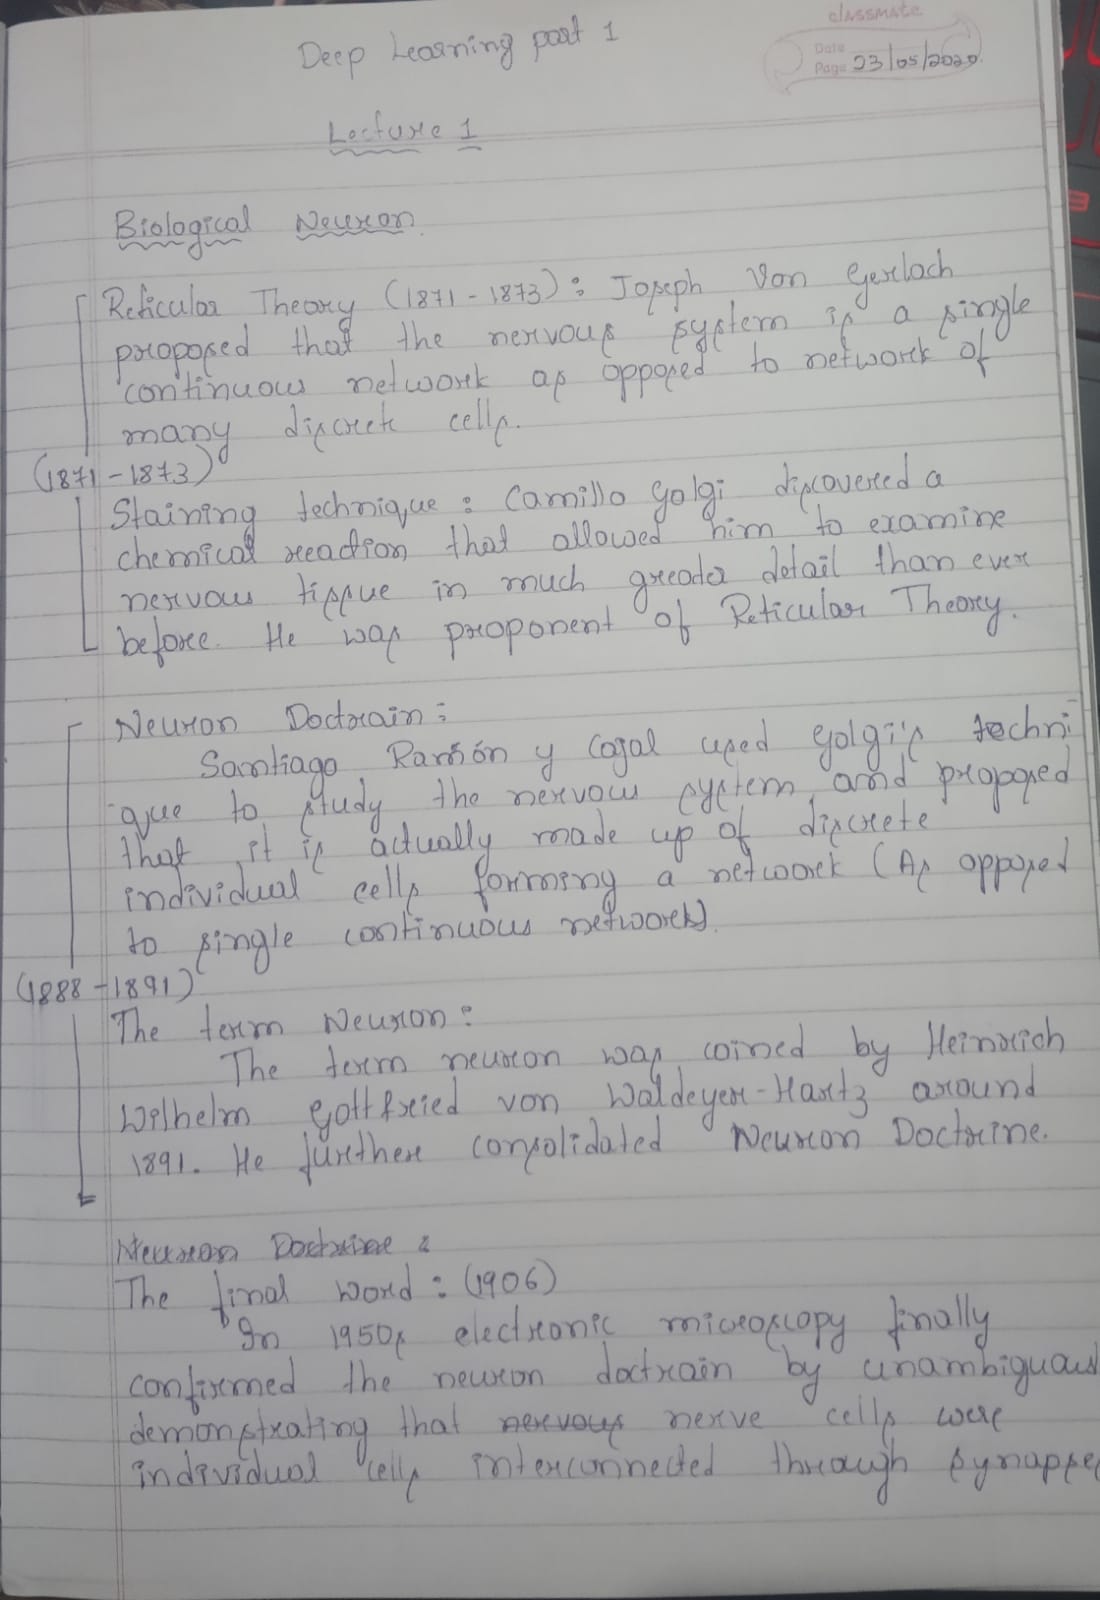 classmate
Deep Learning part 1
Date
Page 23/05/2020
Lecture 1
Biological Neuron.
Reticular Theory (1871-1873): Joseph Von Gerlach
proposed that the nervous system is a single
continuous network as opposed to network of
many discrete cells.
(1871-1873)
Staining technique: Camillo Golgi discovered a
chemical reaction that allowed him to examine
nervous tissue in much greater detail than ever
before. He was proponent of Reticular Theory.
Neuron Doctrain:
Santiago Ramón y Cajal used Golgi's techni
que to study the nervous system and proposed
that it is actually made up of discrete
individual cells forming a network (As opposed
to single continuous network).
(1888-1891)
The term Neuron:
The term neuron was coined by Heinrich
Wilhelm Gottfried von Waldeyer-Hartz around
1891. He further consolidated Neuron Doctrine.
Neuron Doctrine:
The final word: (1906)
In 1950s electronic microscopy finally
confirmed the neuron doctrain by unambiguous
demonstrating that nervous nerve cells were
individual cells interconnected through synapse